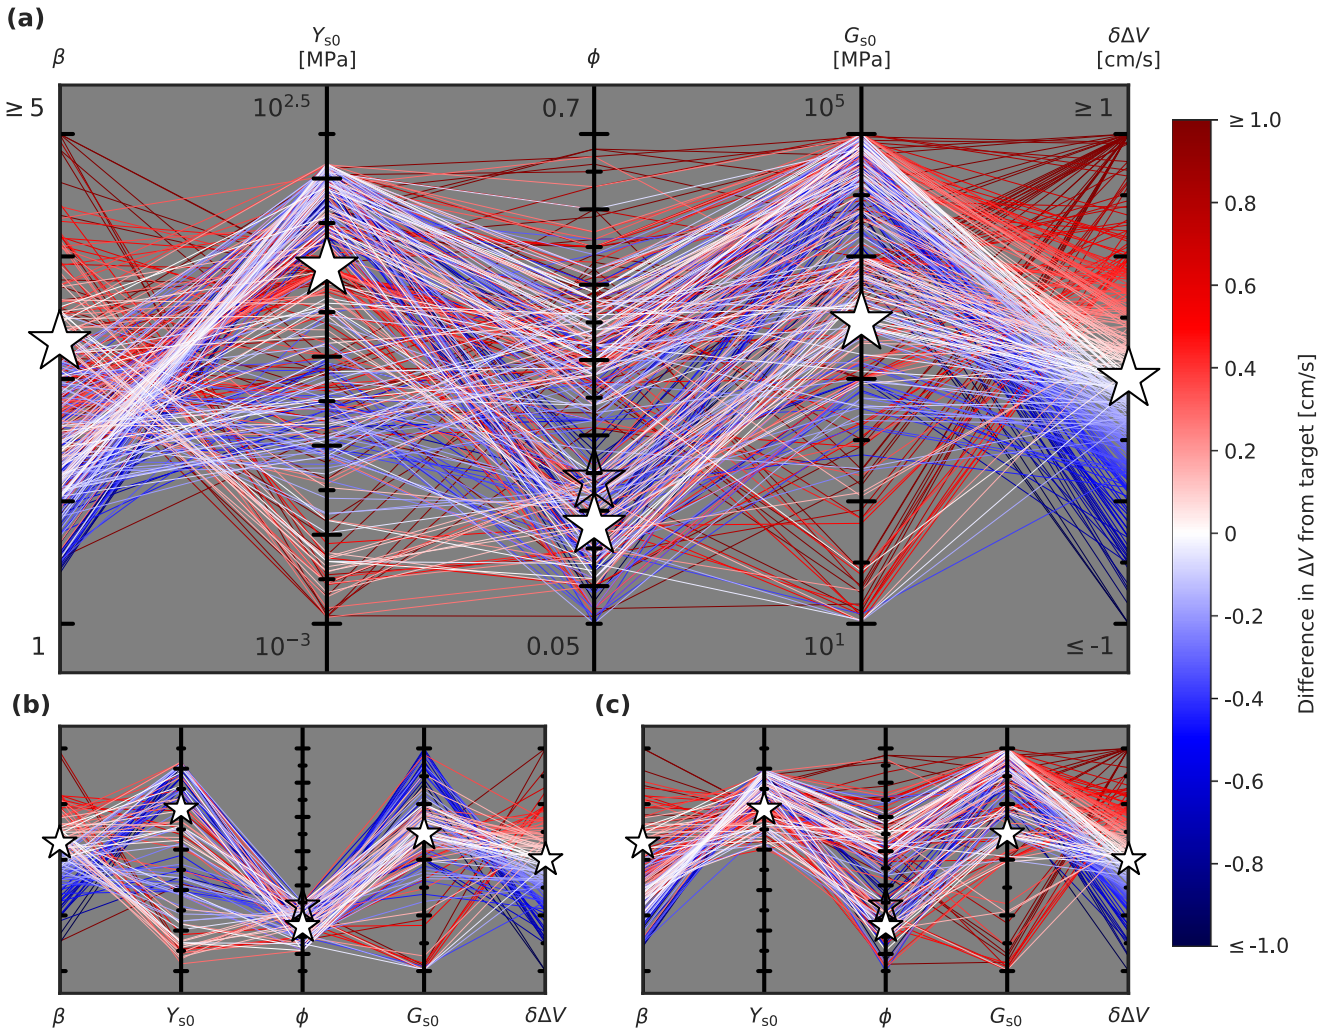 (a)
β Y_s0 [MPa] ϕ G_s0 [MPa] δΔV [cm/s]
≥ 5 10^2.5 0.7 10^5 ≥ 1
1 10^−3 0.05 10^1 ≤ -1
≥ 1.0
0.8
0.6
0.4
0.2
0
-0.2
-0.4
-0.6
-0.8
≤ -1.0
Difference in ΔV from target [cm/s]
(b)
β Y_s0 ϕ G_s0 δΔV
(c)
β Y_s0 ϕ G_s0 δΔV